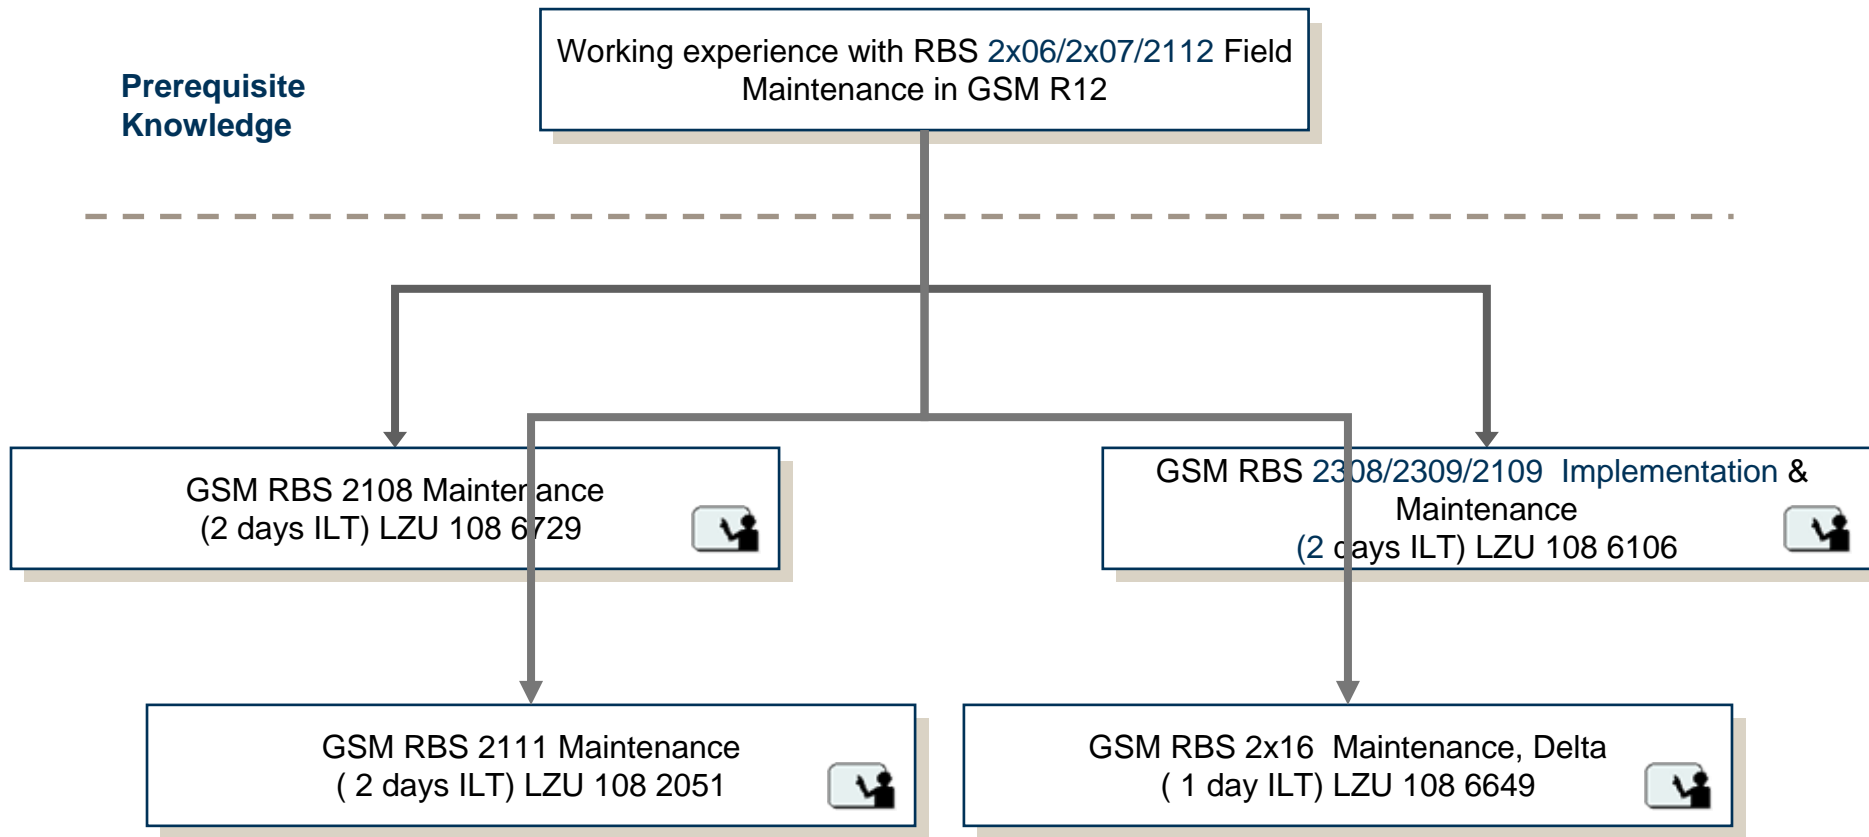 Prerequisite
Knowledge
Working experience with RBS 2x06/2x07/2112 Field
Maintenance in GSM R12
GSM RBS 2108 Maintenance
(2 days ILT) LZU 108 6729
GSM RBS 2308/2309/2109 Implementation &
Maintenance
(2 days ILT) LZU 108 6106
GSM RBS 2111 Maintenance
( 2 days ILT) LZU 108 2051
GSM RBS 2x16 Maintenance, Delta
( 1 day ILT) LZU 108 6649